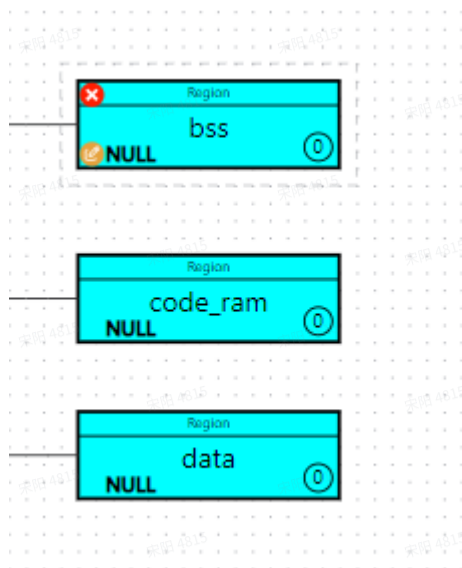 Region
bss
NULL
0
Region
code_ram
NULL
0
Region
data
NULL
0